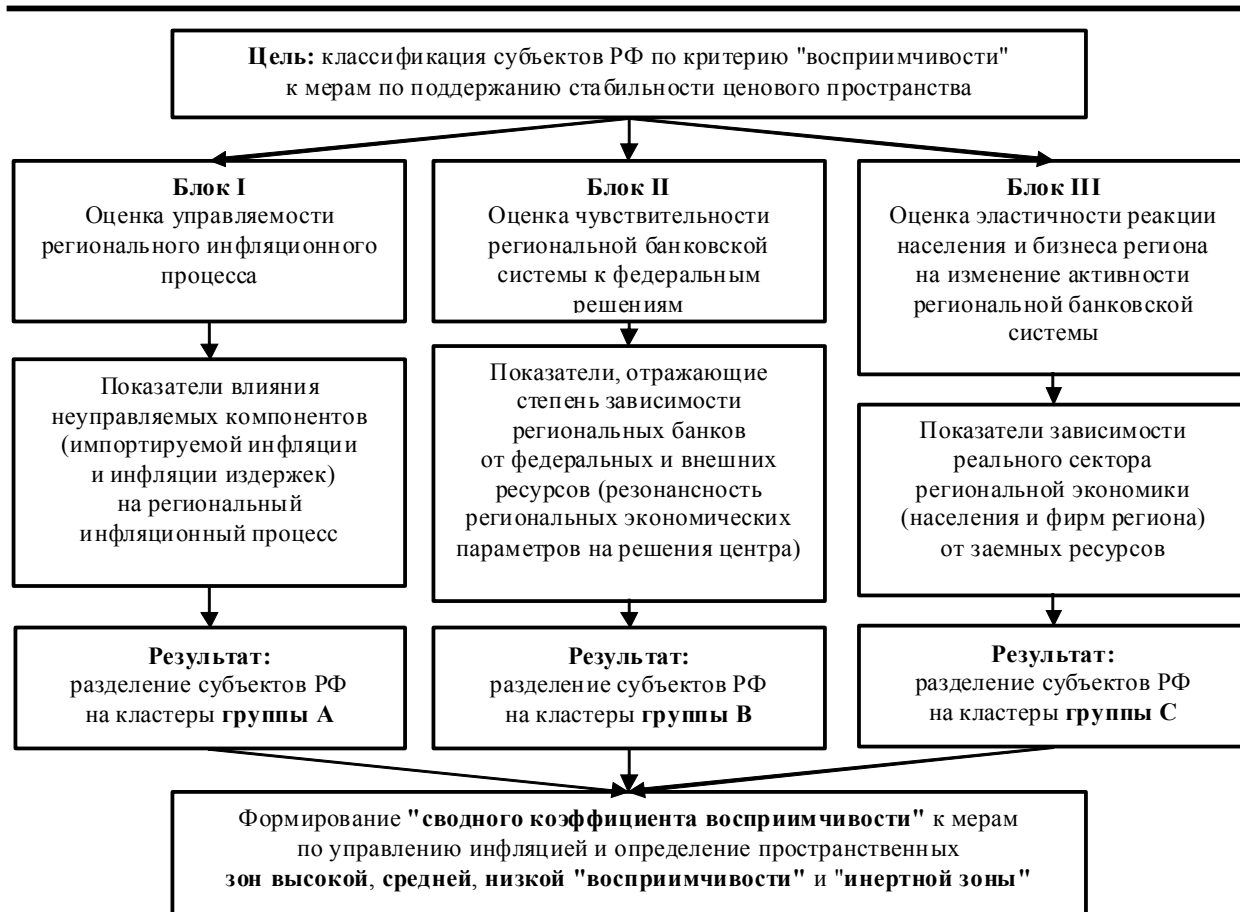 Цель: классификация субъектов РФ по критерию "восприимчивости"
к мерам по поддержанию стабильности ценового пространства
Блок I
Оценка управляемости
регионального инфляционного
процесса
Блок II
Оценка чувствительности
региональной банковской
системы к федеральным
решениям
Блок III
Оценка эластичности реакции
населения и бизнеса региона
на изменение активности
региональной банковской
системы
Показатели влияния
неуправляемых компонентов
(импортируемой инфляции
и инфляции издержек)
на региональный
инфляционный процесс
Показатели, отражающие
степень зависимости
региональных банков
от федеральных и внешних
ресурсов (резонансность
региональных экономических
параметров на решения центра)
Показатели зависимости
реального сектора
региональной экономики
(населения и фирм региона)
от заемных ресурсов
Результат:
разделение субъектов РФ
на кластеры группы А
Результат:
разделение субъектов РФ
на кластеры группы В
Результат:
разделение субъектов РФ
на кластеры группы С
Формирование "сводного коэффициента восприимчивости" к мерам
по управлению инфляцией и определение пространственных
зон высокой, средней, низкой "восприимчивости" и "инертной зоны"